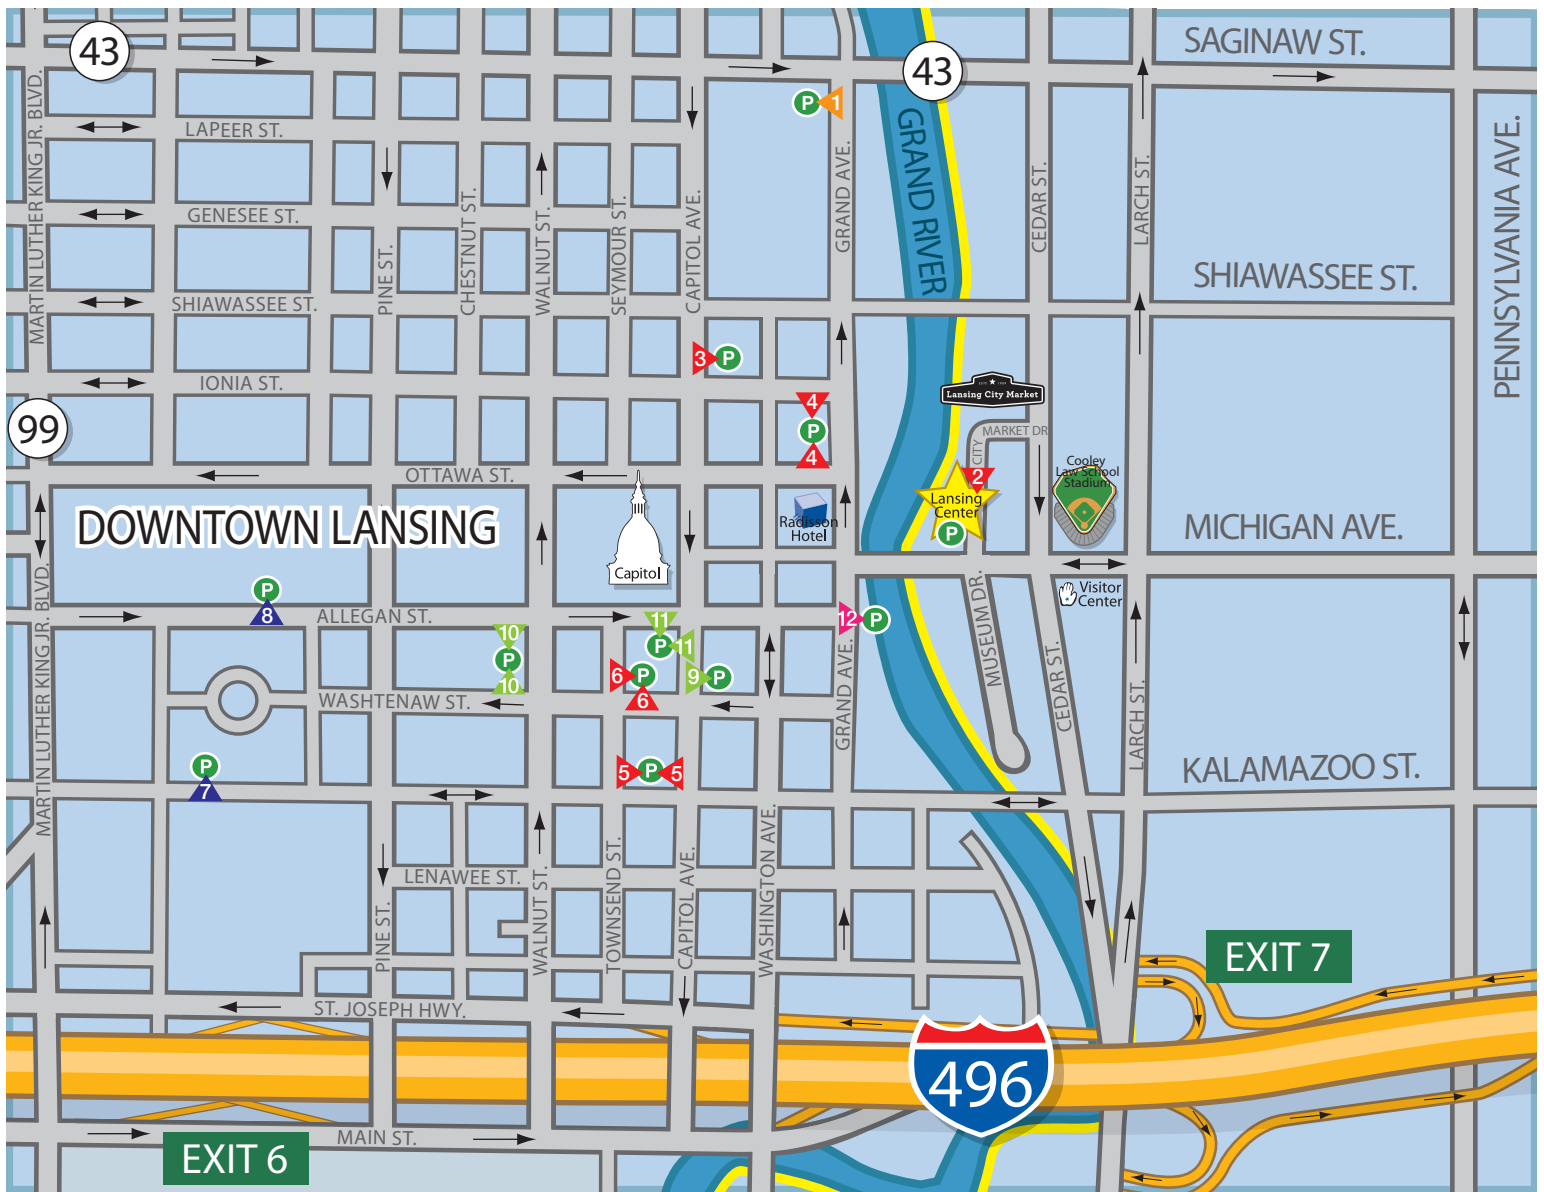 43
SAGINAW ST.
43
1
P
LAPEER ST.
GRAND RIVER
GENESEE ST.
MARTIN LUTHER KING JR. BLVD.
PINE ST.
CHESTNUT ST.
WALNUT ST.
SEYMOUR ST.
CAPITOL AVE.
GRAND AVE.
CEDAR ST.
LARCH ST.
PENNSYLVANIA AVE.
SHIAWASSEE ST.
SHIAWASSEE ST.
3
P
IONIA ST.
Lansing City Market
99
4
P
4
CITY
MARKET DR
OTTAWA ST.
Cooley
Law School
Stadium
2
Lansing
Center
P
DOWNTOWN LANSING
Radisson
Hotel
MICHIGAN AVE.
Capitol
Visitor
Center
P
8
ALLEGAN ST.
11
P
11
12
P
10
P
10
6
P
6
9
P
WASHTENAW ST.
MARTIN LUTHER KING JR. BLVD.
GRAND AVE.
MUSEUM DR.
CEDAR ST.
LARCH ST.
P
7
5
P
5
KALAMAZOO ST.
LENAWEE ST.
PINE ST.
WALNUT ST.
TOWNSEND ST.
CAPITOL AVE.
WASHINGTON AVE.
EXIT 7
ST. JOSEPH HWY.
496
MAIN ST.
EXIT 6